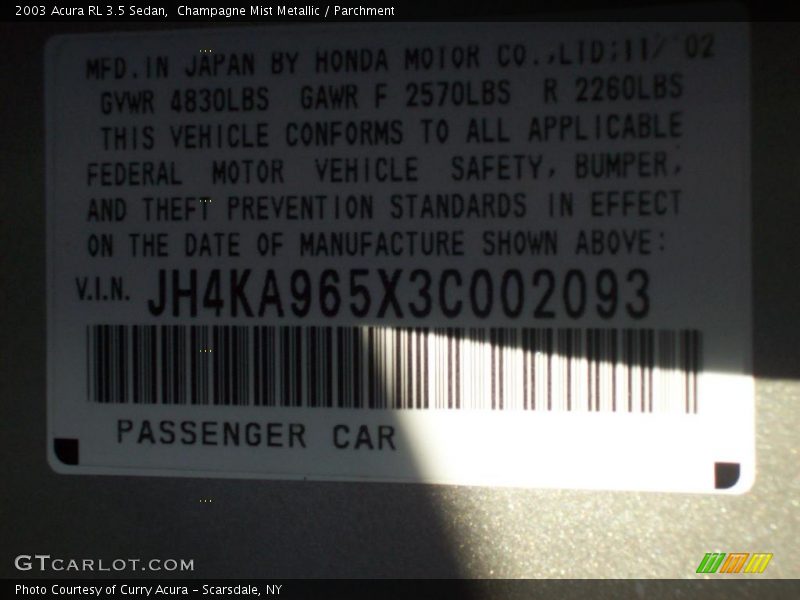 2003 Acura RL 3.5 Sedan,  Champagne Mist Metallic / Parchment
MFD. IN JAPAN BY HONDA MOTOR CO.,LTD;11/'02
GVWR 4830LBS GAWR F 2570LBS R 2260LBS
THIS VEHICLE CONFORMS TO ALL APPLICABLE
FEDERAL MOTOR VEHICLE SAFETY, BUMPER,
AND THEFT PREVENTION STANDARDS IN EFFECT
ON THE DATE OF MANUFACTURE SHOWN ABOVE:
V.I.N. JH4KA965X3C002093
PASSENGER CAR
GTCARLOT.COM
Photo Courtesy of Curry Acura - Scarsdale, NY